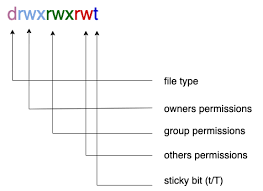 drwxrwxrwt
file type
owners permissions
group permissions
others permissions
sticky bit (t/T)